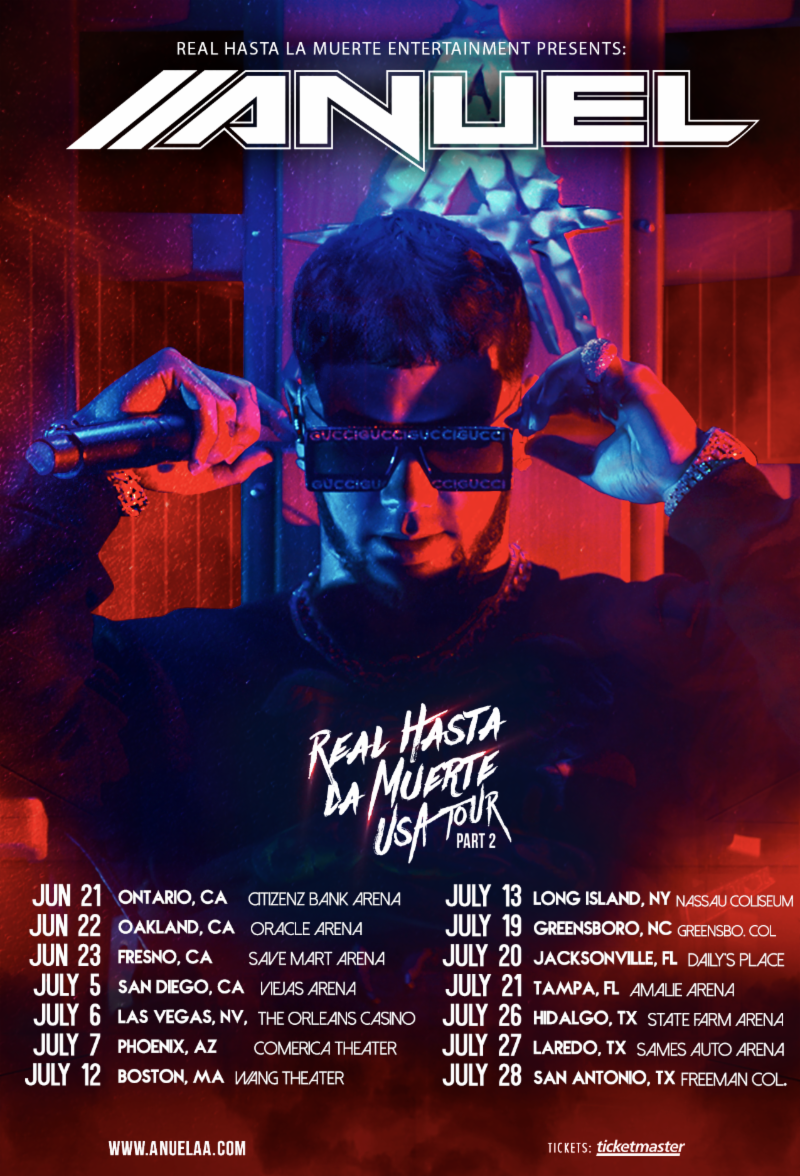 REAL HASTA LA MUERTE ENTERTAINMENT PRESENTS:
ANUEL
GUCCIGUCCIGUCCIGUCCI
GUCCIGUCCI CCIGUCCI
REAL HASTA
LA MUERTE
USA TOUR
PART 2
JUN 21 ONTARIO, CA CITIZENZ BANK ARENA
JUN 22 OAKLAND, CA ORACLE ARENA
JUN 23 FRESNO, CA SAVE MART ARENA
JULY 5 SAN DIEGO, CA VIEJAS ARENA
JULY 6 LAS VEGAS, NV, THE ORLEANS CASINO
JULY 7 PHOENIX, AZ COMERICA THEATER
JULY 12 BOSTON, MA WANG THEATER
JULY 13 LONG ISLAND, NY NASSAU COLISEUM
JULY 19 GREENSBORO, NC GREENSBO. COL
JULY 20 JACKSONVILLE, FL DAILY'S PLACE
JULY 21 TAMPA, FL AMALIE ARENA
JULY 26 HIDALGO, TX STATE FARM ARENA
JULY 27 LAREDO, TX SAMES AUTO ARENA
JULY 28 SAN ANTONIO, TX FREEMAN COL.
WWW.ANUELAA.COM
TICKETS: ticketmaster